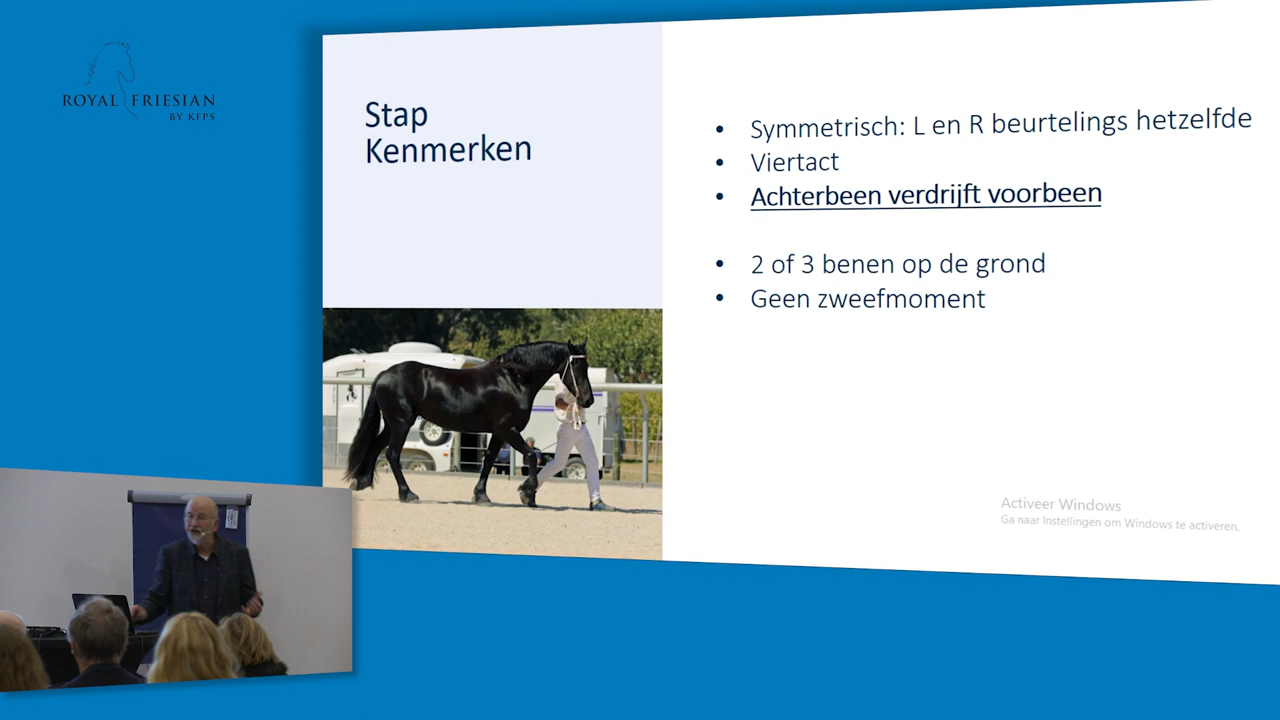 ROYAL FRIESIAN
BY KFPS
Stap
Kenmerken
• Symmetrisch: L en R beurtelings hetzelfde
• Viertact
• Achterbeen verdrijft voorbeen
• 2 of 3 benen op de grond
• Geen zweefmoment
Activeer Windows
Ga naar Instellingen om Windows te activeren.